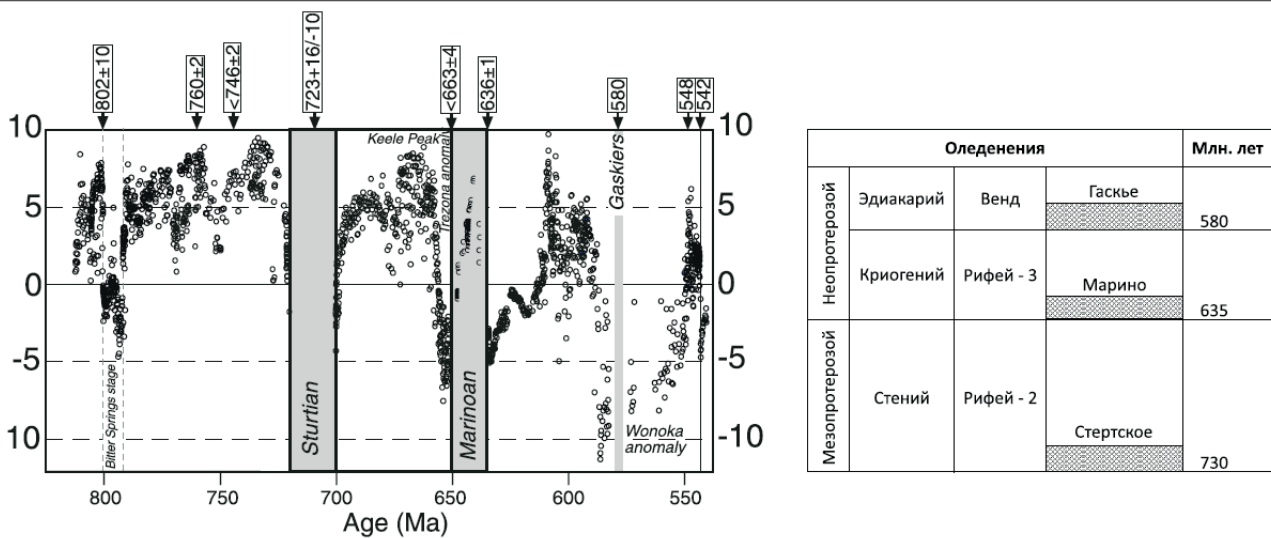 802±10
760±2
<746±2
723+16/-10
<663±4
636±1
580
548
542
10
5
0
-5
10
10
5
0
-5
-10
Keele Peak
Trezona anomaly
Gaskiers
Bitter Springs stage
Sturtian
Marinoan
Wonoka
anomaly
800 750 700 650 600 550
Age (Ma)
Оледенения Млн. лет
Неопротерозой
Эдиакарий Венд Гаскье 580
Криогений Рифей - 3 Марино 635
Мезопротерозой
Стений Рифей - 2 Стертское 730